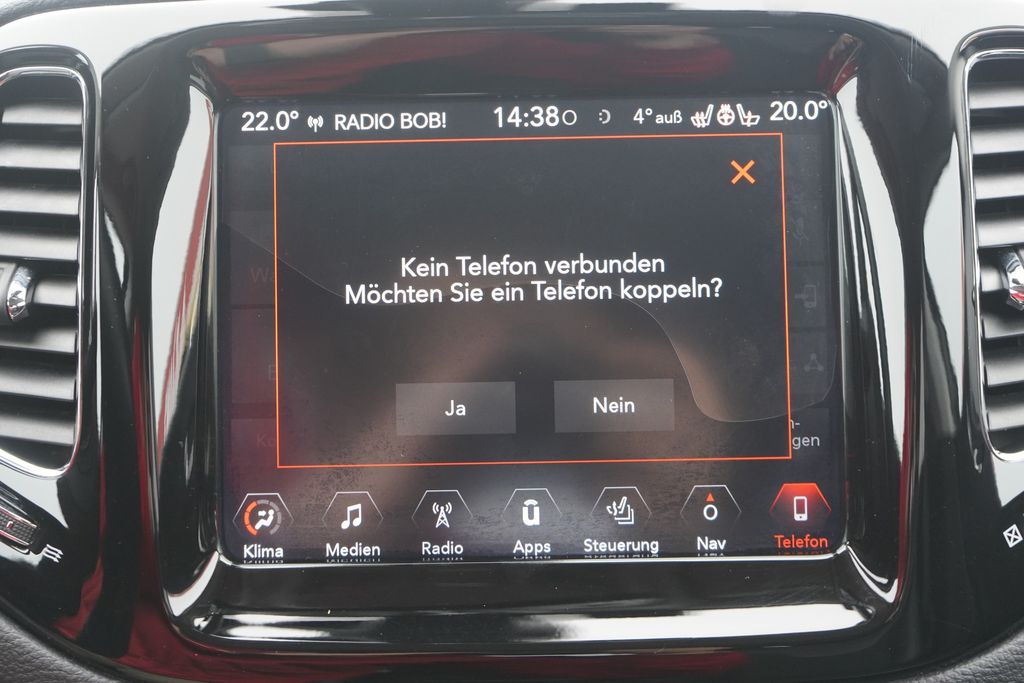 22.0° RADIO BOB! 14:38 4° auß 20.0°
Kein Telefon verbunden
Möchten Sie ein Telefon koppeln?
Ja Nein
gen
Klima Medien Radio Apps Steuerung Nav Telefon